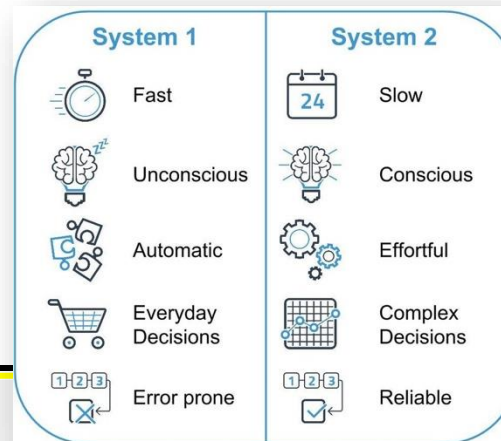 System 1
System 2
Fast
24
Slow
zzz
Unconscious
Conscious
Automatic
Effortful
Everyday
Decisions
Complex
Decisions
1 2 3
Error prone
1 2 3
Reliable